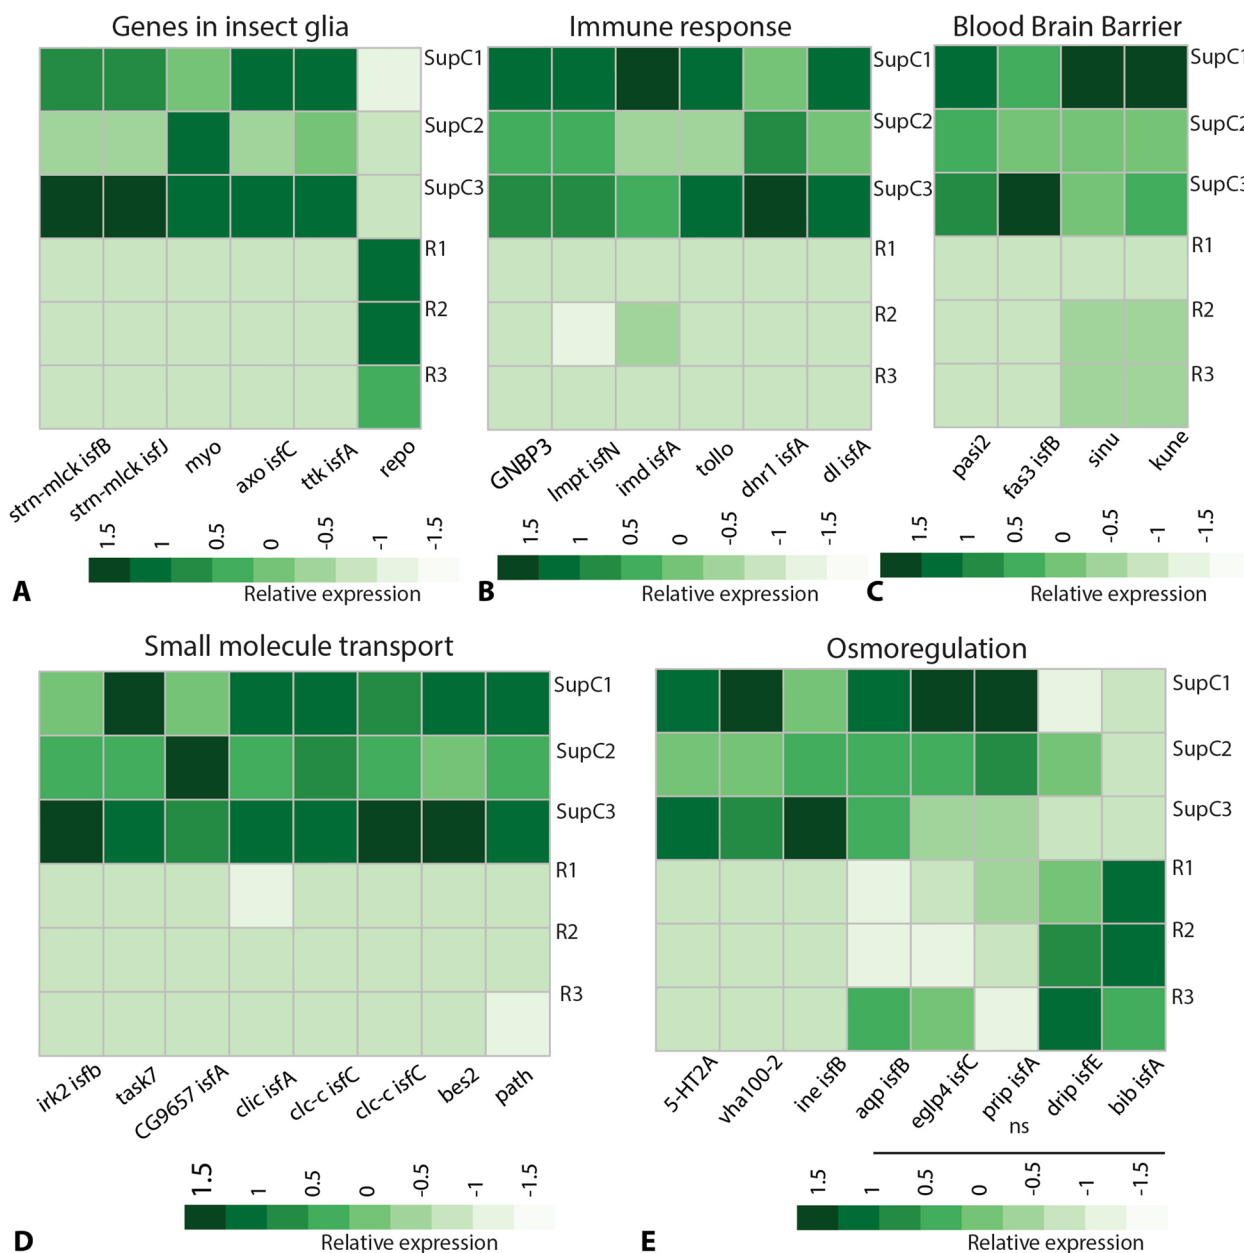 Genes in insect glia
SupC1
SupC2
SupC3
R1
R2
R3
strn-mlck isfB
strn-mlck isfJ
myo
axo isfC
ttk isfA
repo
1.5 1 0.5 0 -0.5 -1 -1.5
Relative expression
A
Immune response
SupC1
SupC2
SupC3
R1
R2
R3
GNBP3
lmpt isfN
imd isfA
tollo
dnr1 isfA
dl isfA
1.5 1 0.5 0 -0.5 -1 -1.5
Relative expression
B
Blood Brain Barrier
SupC1
SupC2
SupC3
R1
R2
R3
pasi2
fas3 isfB
sinu
kune
1.5 1 0.5 0 -0.5 -1 -1.5
Relative expression
C
Small molecule transport
SupC1
SupC2
SupC3
R1
R2
R3
irk2 isfb
task7
CG9657 isfA
clic isfA
clc-c isfC
clc-c isfC
bes2
path
1.5 1 0.5 0 -0.5 -1 -1.5
Relative expression
D
Osmoregulation
SupC1
SupC2
SupC3
R1
R2
R3
5-HT2A
vha100-2
ine isfB
aqp isfB
eglp4 isfC
prip isfA
drip isfE
bib isfA
ns
1.5 1 0.5 0 -0.5 -1 -1.5
Relative expression
E